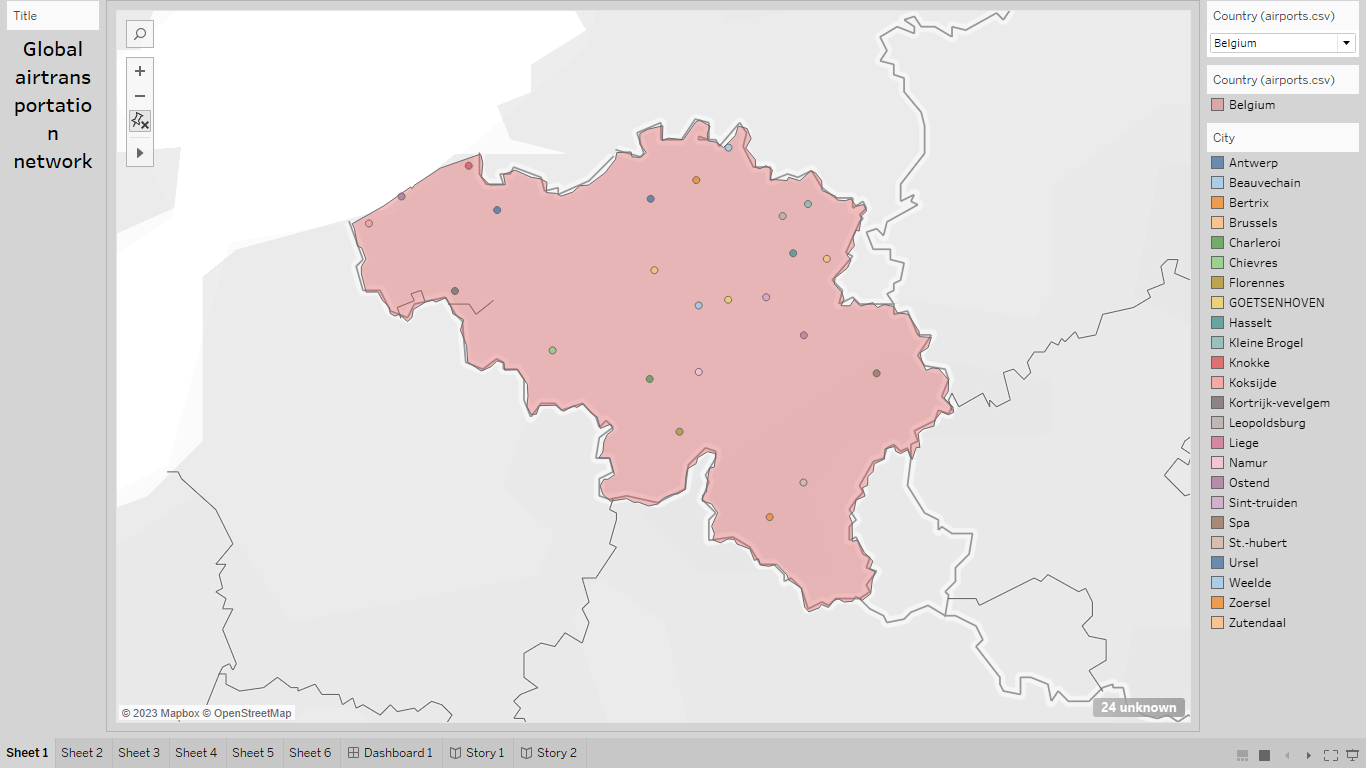 Title
Global
airtrans
portatio
n
network
© 2023 Mapbox © OpenStreetMap
24 unknown
Country (airports.csv)
Belgium
Country (airports.csv)
Belgium
City
Antwerp
Beauvechain
Bertrix
Brussels
Charleroi
Chievres
Florennes
GOETSENHOVEN
Hasselt
Kleine Brogel
Knokke
Koksijde
Kortrijk-vevelgem
Leopoldsburg
Liege
Namur
Ostend
Sint-truiden
Spa
St.-hubert
Ursel
Weelde
Zoersel
Zutendaal
Sheet 1 Sheet 2 Sheet 3 Sheet 4 Sheet 5 Sheet 6 Dashboard 1 Story 1 Story 2